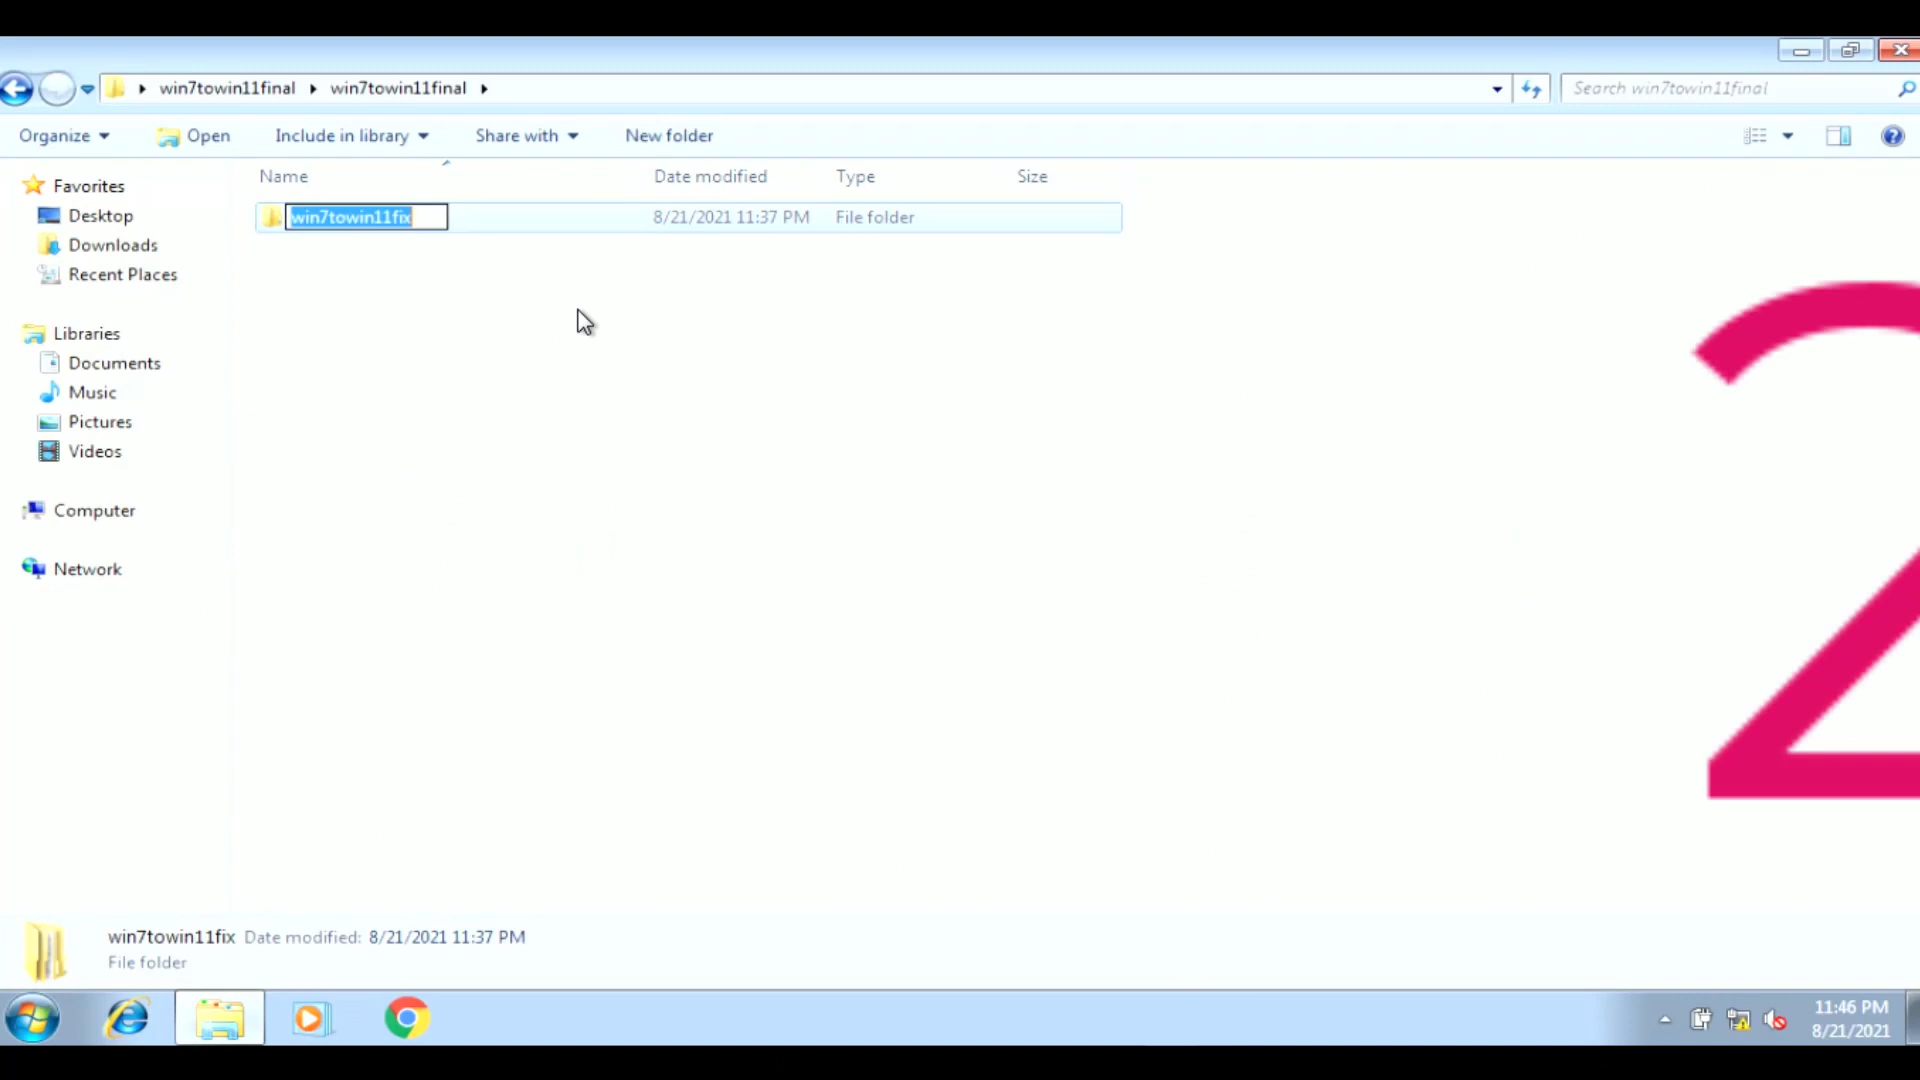 win7towin11final win7towin11final
Search win7towin11final
Organize Open Include in library Share with New folder
Name Date modified Type Size
win7towin11fix 8/21/2021 11:37 PM File folder
Favorites
Desktop
Downloads
Recent Places
Libraries
Documents
Music
Pictures
Videos
Computer
Network
2
win7towin11fix Date modified: 8/21/2021 11:37 PM
File folder
11:46 PM
8/21/2021